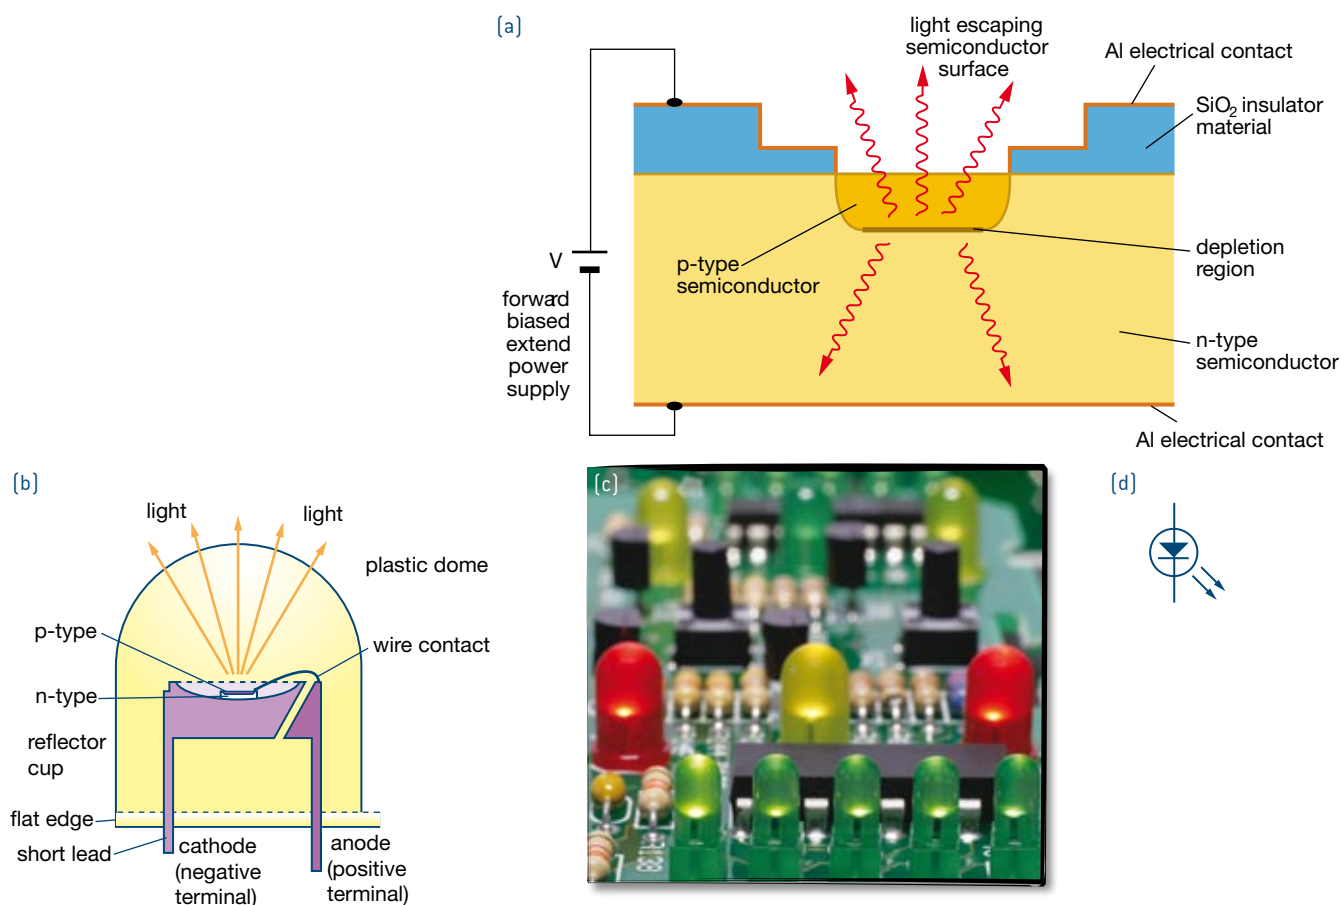 (a)
light escaping
semiconductor
surface
Al electrical contact
SiO₂ insulator
material
V
forward
biased
extend
power
supply
p-type
semiconductor
depletion
region
n-type
semiconductor
Al electrical contact
(b)
light
light
plastic dome
p-type
wire contact
n-type
reflector
cup
flat edge
short lead
cathode
(negative
terminal)
anode
(positive
terminal)
(c)
(d)